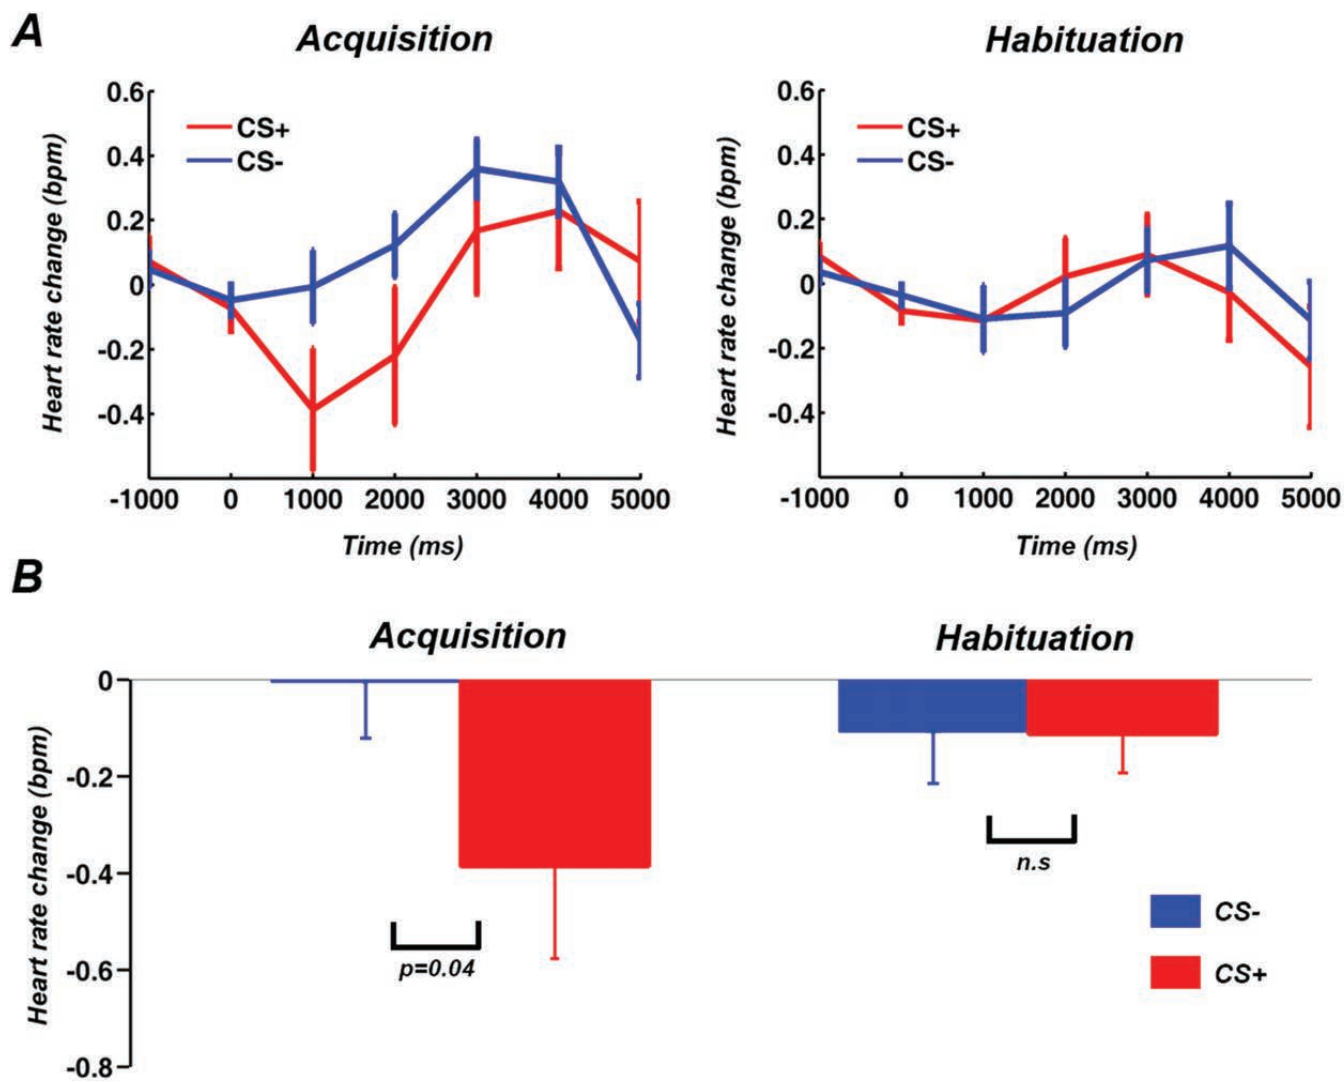 A
Acquisition
Habituation
Heart rate change (bpm)
0.6
0.4
0.2
0
-0.2
-0.4
CS+
CS-
-1000 0 1000 2000 3000 4000 5000
Time (ms)
Heart rate change (bpm)
0.6
0.4
0.2
0
-0.2
-0.4
CS+
CS-
-1000 0 1000 2000 3000 4000 5000
Time (ms)
B
Acquisition
Habituation
Heart rate change (bpm)
0
-0.2
-0.4
-0.6
-0.8
p=0.04
n.s
CS-
CS+